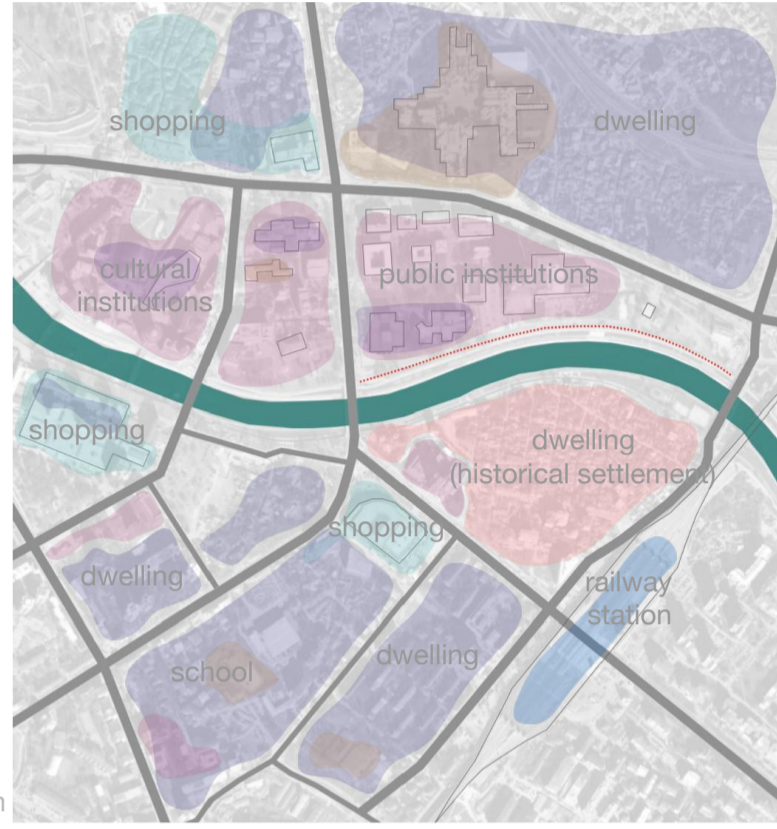 shopping
dwelling
cultural
institutions
public institutions
shopping
dwelling
(historical settlement)
shopping
dwelling
railway
station
school
dwelling